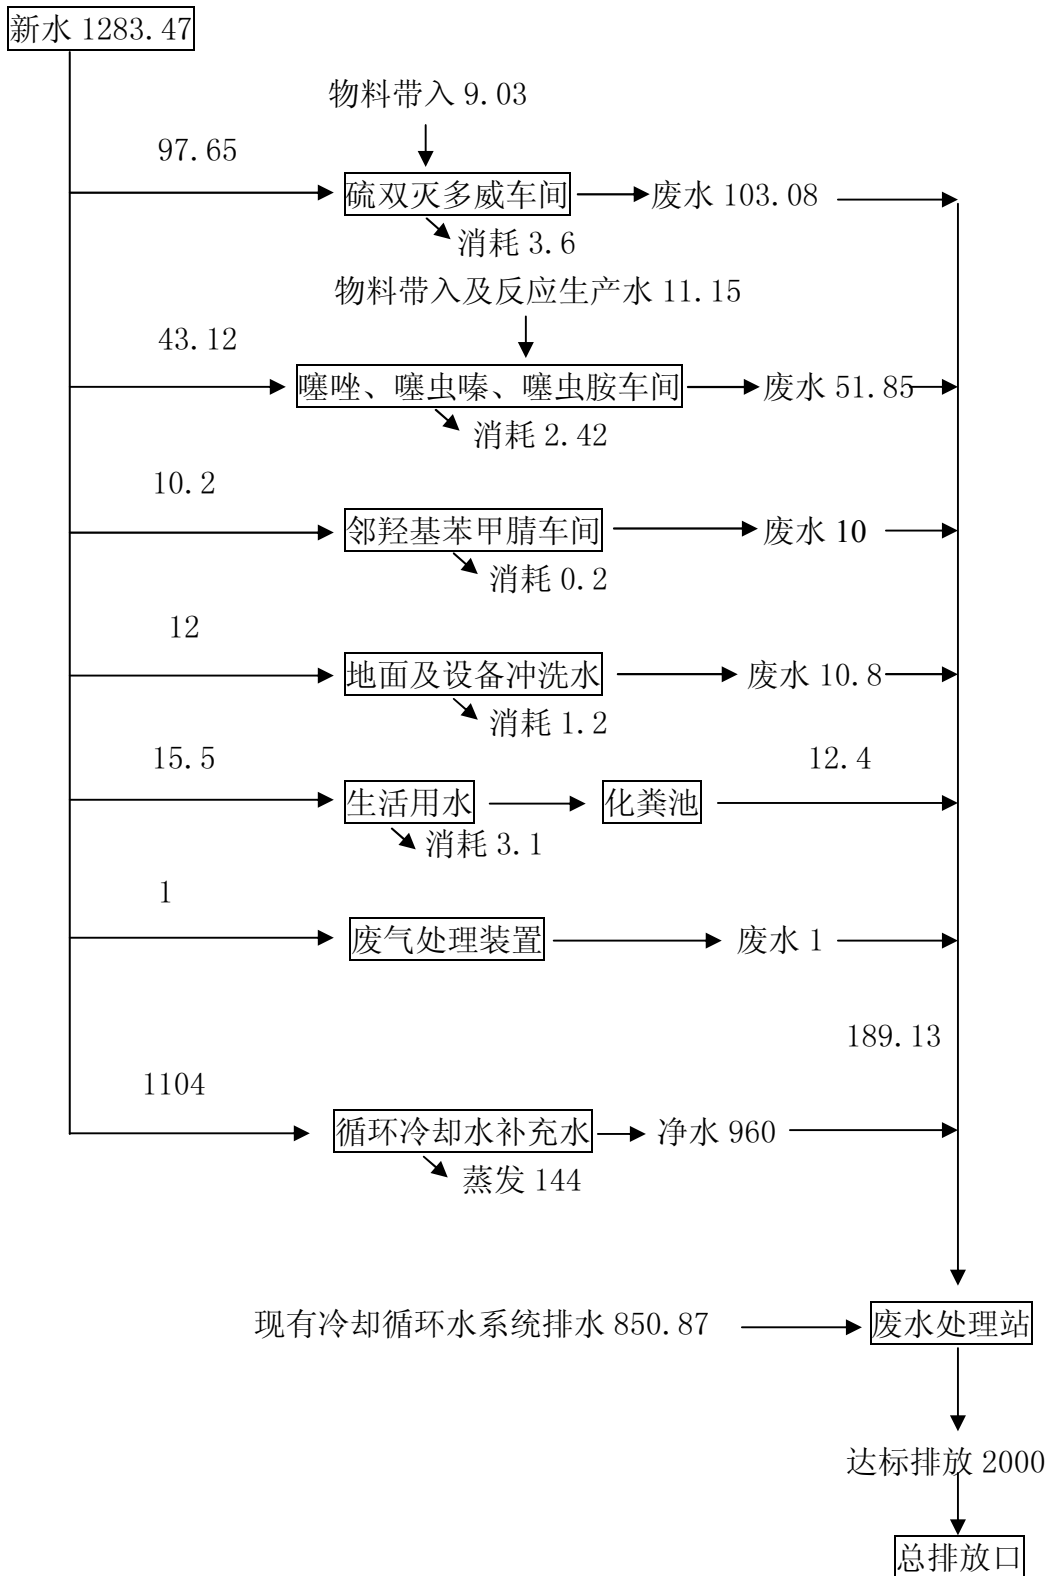 新水 1283.47
物料带入 9.03
97.65
硫双灭多威车间
废水 103.08
消耗 3.6
物料带入及反应生产水 11.15
43.12
噻唑、噻虫嗪、噻虫胺车间
废水 51.85
消耗 2.42
10.2
邻羟基苯甲腈车间
废水 10
消耗 0.2
12
地面及设备冲洗水
废水 10.8
消耗 1.2
15.5
12.4
生活用水
化粪池
消耗 3.1
1
废气处理装置
废水 1
189.13
1104
循环冷却水补充水
净水 960
蒸发 144
现有冷却循环水系统排水 850.87
废水处理站
达标排放 2000
总排放口